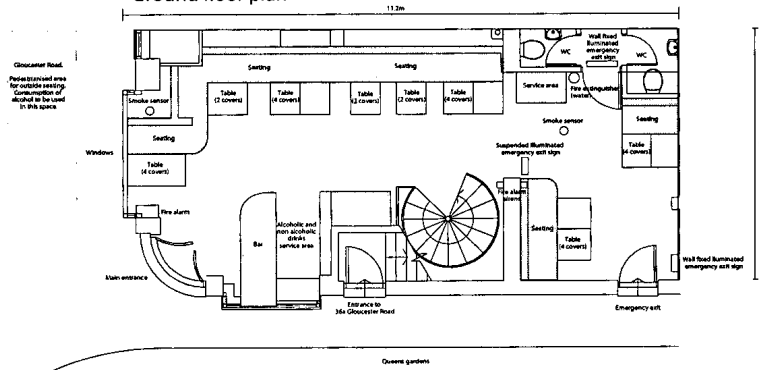 Ground floor plan
11.2m
Gloucester Road.
Pedestrianised area
for outside seating.
Consumption of
alcohol to be used
in this space
Windows
Smoke sensor
Seating
Table
(4 covers)
Fire alarm
Main entrance
Seating
Seating
Table
(2 covers)
Table
(4 covers)
Table
(2 covers)
Table
(2 covers)
Table
(4 covers)
Bar
Alcoholic and
non alcoholic
drinks
service area
Entrance to
36a Gloucester Road
WC
Wall fixed
illuminated
emergency
exit sign
WC
Service area
Fire extinguisher
(water)
Smoke sensor
Suspended illuminated
emergency exit sign
Fire alarm
sirens
Seating
Table
(4 covers)
Seating
Table
(4 covers)
Wall fixed illuminated
emergency exit sign
Emergency exit
Queens gardens